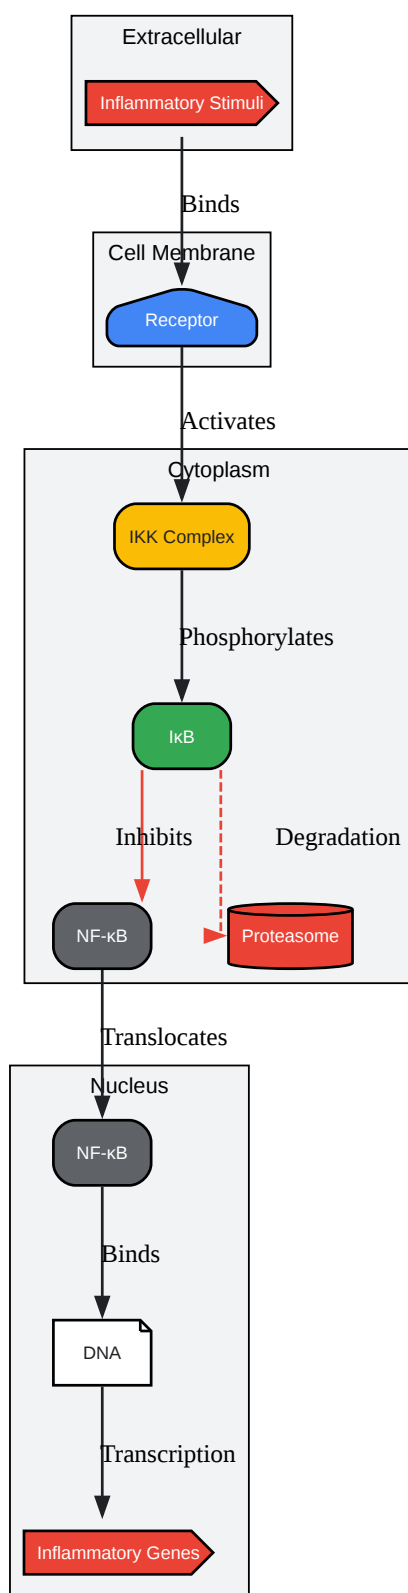 Extracellular
Inflammatory Stimuli
Binds
Cell Membrane
Receptor
Activates
Cytoplasm
IKK Complex
Phosphorylates
IκB
Inhibits
Degradation
NF-κB
Proteasome
Translocates
Nucleus
NF-κB
Binds
DNA
Transcription
Inflammatory Genes